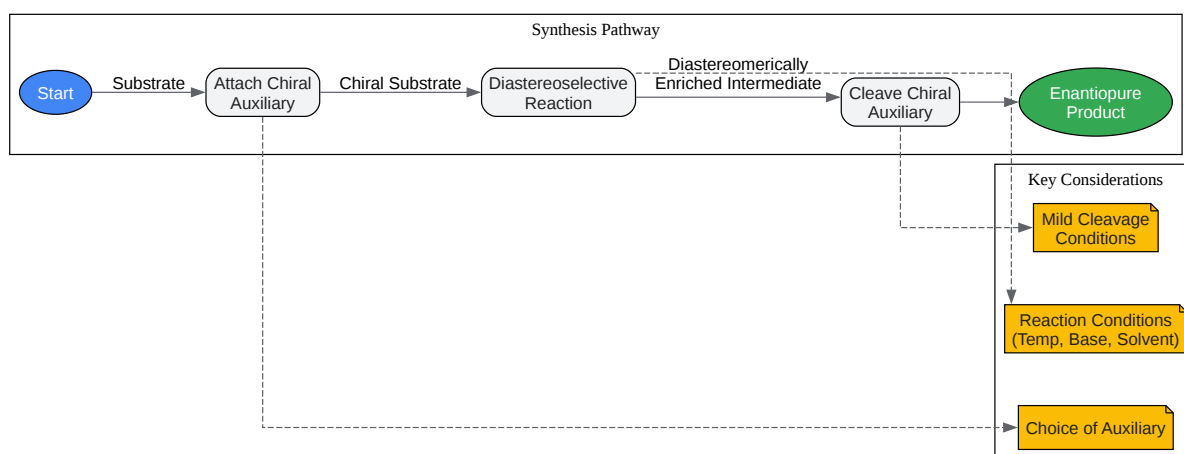 Synthesis Pathway
Start
Substrate
Attach Chiral
Auxiliary
Chiral Substrate
Diastereoselective
Reaction
Diastereomerically
Enriched Intermediate
Cleave Chiral
Auxiliary
Enantiopure
Product
Key Considerations
Mild Cleavage
Conditions
Reaction Conditions
(Temp, Base, Solvent)
Choice of Auxiliary